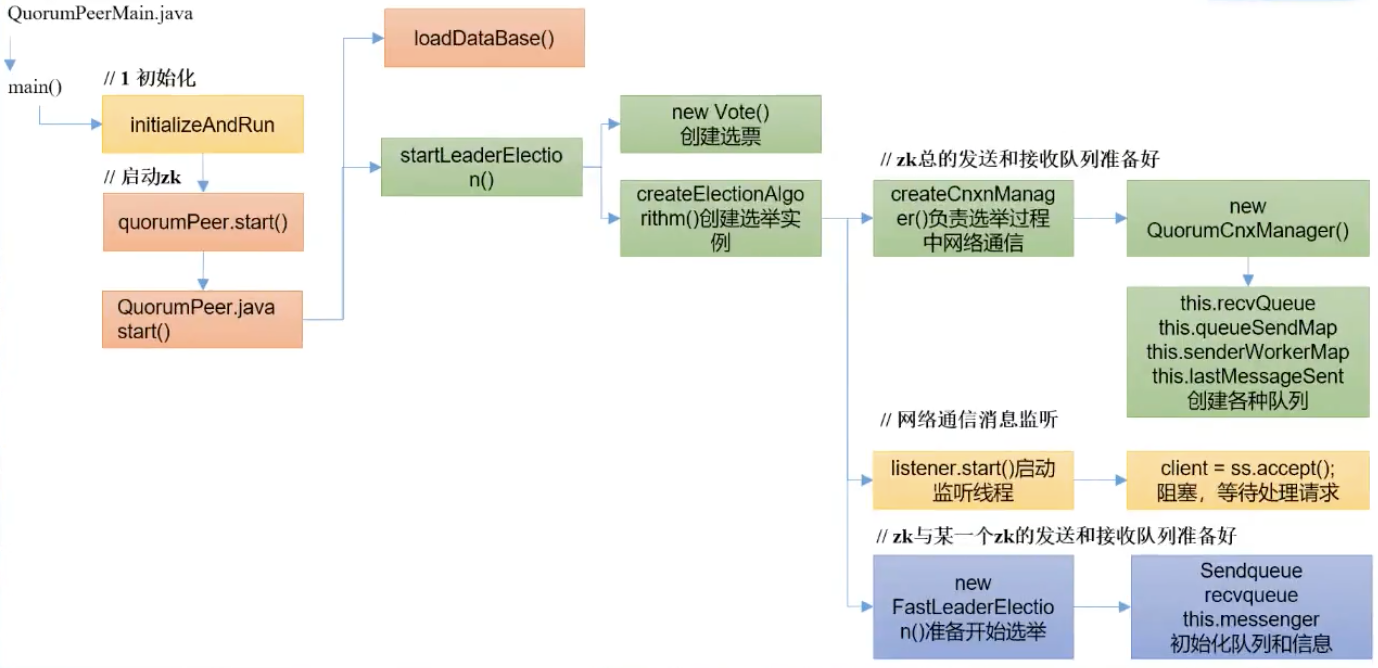 QuorumPeerMain.java
main()
// 1 初始化
initializeAndRun
// 启动zk
quorumPeer.start()
QuorumPeer.java
start()
loadDataBase()
startLeaderElectio
n()
new Vote()
创建选票
createElectionAlgo
rithm()创建选举实
例
// zk总的发送和接收队列准备好
createCnxnManag
er()负责选举过程
中网络通信
new
QuorumCnxManager()
this.recvQueue
this.queueSendMap
this.senderWorkerMap
this.lastMessageSent
创建各种队列
// 网络通信消息监听
listener.start()启动
监听线程
client = ss.accept();
阻塞，等待处理请求
// zk与某一个zk的发送和接收队列准备好
new
FastLeaderElectio
n()准备开始选举
Sendqueue
recvqueue
this.messenger
初始化队列和信息